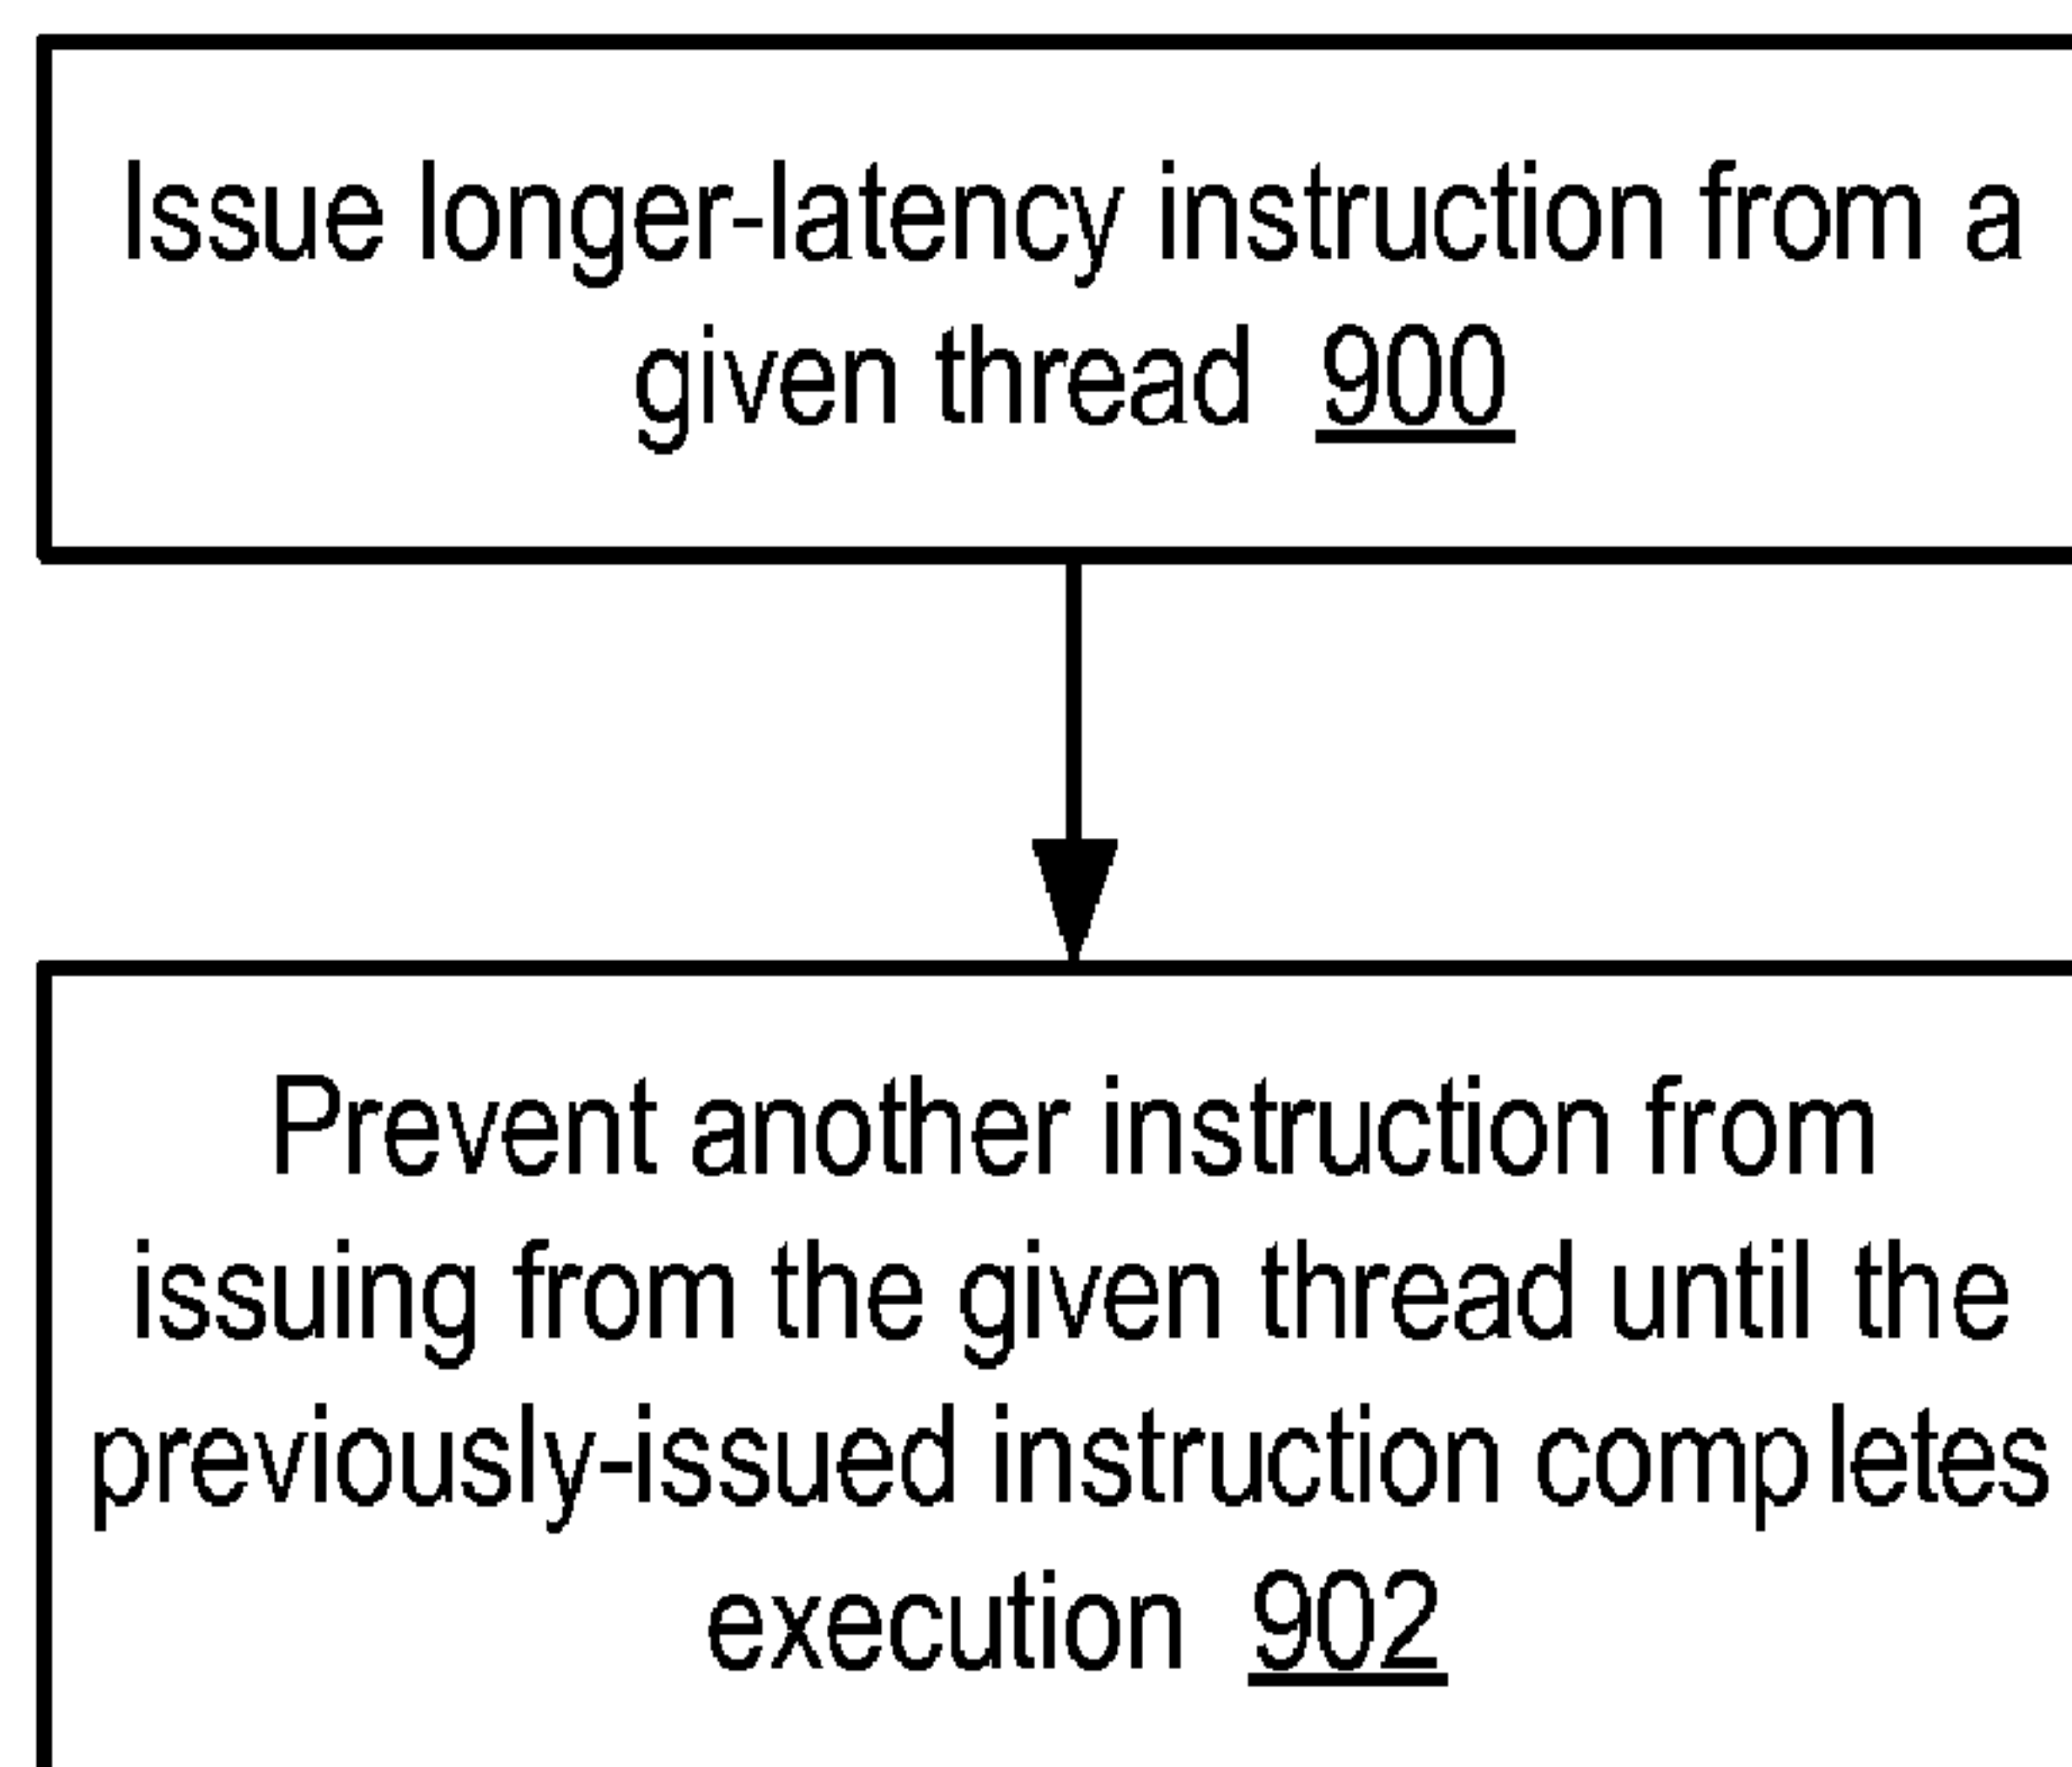 Issue longer-latency instruction from a
given thread 900
Prevent another instruction from
issuing from the given thread until the
previously-issued instruction completes
execution 902